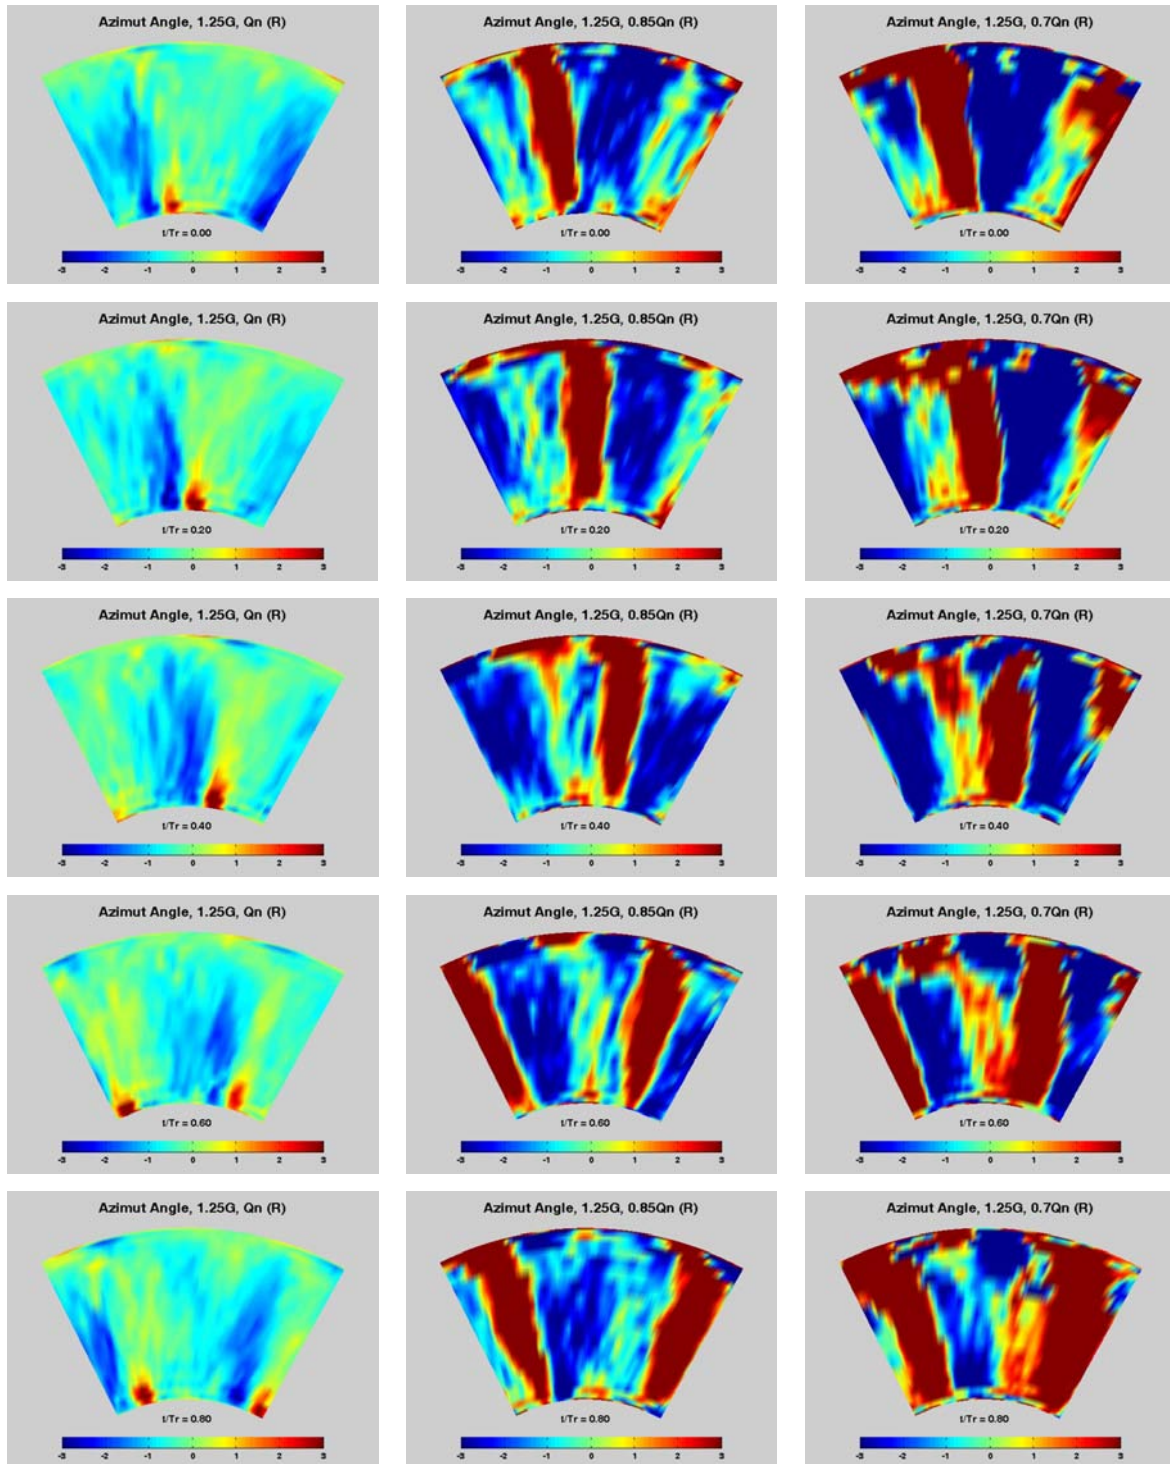 Azimut Angle, 1.25G, Qn (R)
t/Tr = 0.00
-3 -2 -1 0 1 2 3
Azimut Angle, 1.25G, 0.85Qn (R)
t/Tr = 0.00
-3 -2 -1 0 1 2 3
Azimut Angle, 1.25G, 0.7Qn (R)
t/Tr = 0.00
-3 -2 -1 0 1 2 3
Azimut Angle, 1.25G, Qn (R)
t/Tr = 0.20
-3 -2 -1 0 1 2 3
Azimut Angle, 1.25G, 0.85Qn (R)
t/Tr = 0.20
-3 -2 -1 0 1 2 3
Azimut Angle, 1.25G, 0.7Qn (R)
t/Tr = 0.20
-3 -2 -1 0 1 2 3
Azimut Angle, 1.25G, Qn (R)
t/Tr = 0.40
-3 -2 -1 0 1 2 3
Azimut Angle, 1.25G, 0.85Qn (R)
t/Tr = 0.40
-3 -2 -1 0 1 2 3
Azimut Angle, 1.25G, 0.7Qn (R)
t/Tr = 0.40
-3 -2 -1 0 1 2 3
Azimut Angle, 1.25G, Qn (R)
t/Tr = 0.60
-3 -2 -1 0 1 2 3
Azimut Angle, 1.25G, 0.85Qn (R)
t/Tr = 0.60
-3 -2 -1 0 1 2 3
Azimut Angle, 1.25G, 0.7Qn (R)
t/Tr = 0.60
-3 -2 -1 0 1 2 3
Azimut Angle, 1.25G, Qn (R)
t/Tr = 0.80
-3 -2 -1 0 1 2 3
Azimut Angle, 1.25G, 0.85Qn (R)
t/Tr = 0.80
-3 -2 -1 0 1 2 3
Azimut Angle, 1.25G, 0.7Qn (R)
t/Tr = 0.80
-3 -2 -1 0 1 2 3